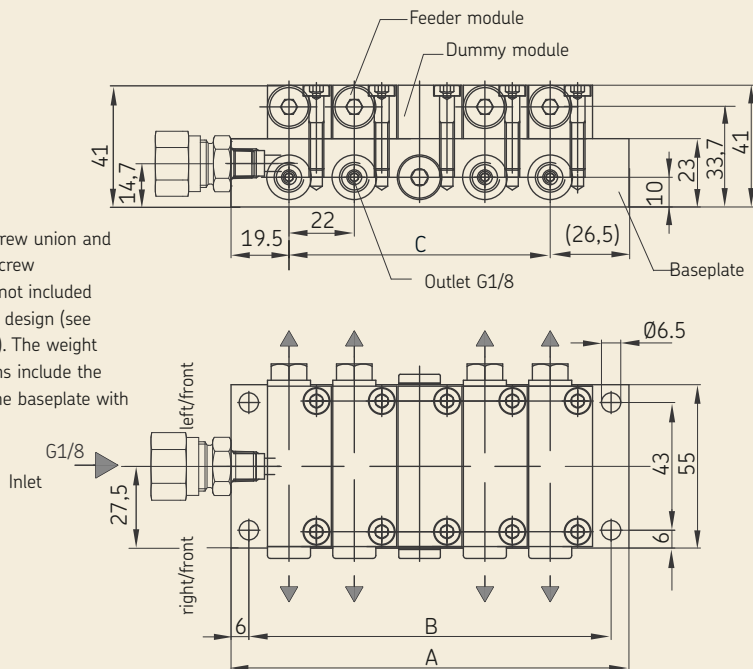 Feeder module
Dummy module
41
14,7
19.5
22
C
(26,5)
10
23
33,7
41
Outlet G1/8
Baseplate
rew union and
crew
not included
design (see
). The weight
ns include the
ne baseplate with
Ø6.5
left/front
G1/8
Inlet
27,5
right/front
43
55
6
6
B
A